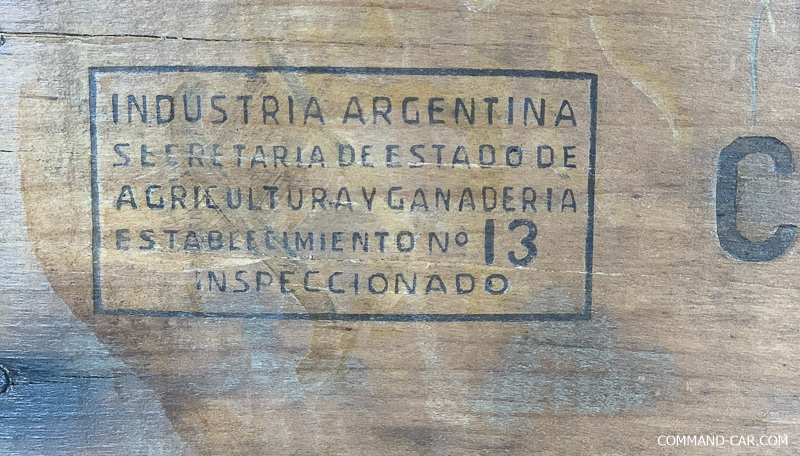 INDUSTRIA ARGENTINA
SECRETARIA DE ESTADO DE
AGRICULTURA Y GANADERIA
ESTABLECIMIENTO Nº 13
INSPECCIONADO
C
COMMAND-CAR.COM